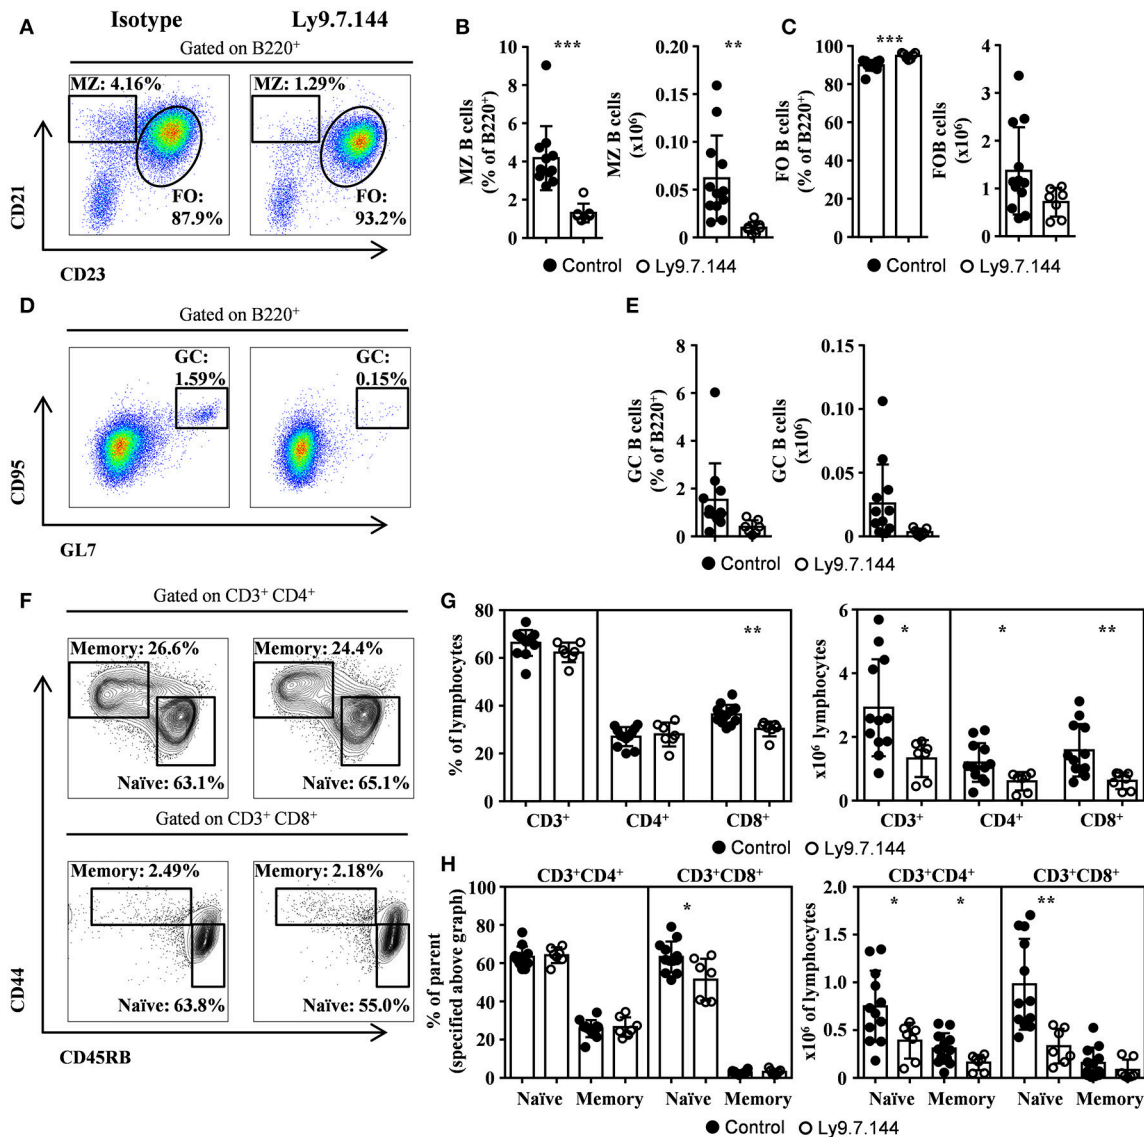 A
Isotype
Ly9.7.144
Gated on B220⁺
MZ: 4.16%
MZ: 1.29%
FO:
87.9%
FO:
93.2%
CD21
CD23
B
MZ B cells
(% of B220⁺)
10
8
6
4
2
0
***
MZ B cells
(x10⁶)
0.20
0.15
0.10
0.05
0
**
Control
Ly9.7.144
C
FO B cells
(% of B220⁺)
100
80
60
40
20
0
***
FOB cells
(x10⁶)
4
3
2
1
0
D
Gated on B220⁺
GC:
1.59%
GC:
0.15%
CD95
GL7
E
GC B cells
(% of B220⁺)
8
6
4
2
0
GC B cells
(x10⁶)
0.15
0.10
0.05
0
Control
Ly9.7.144
F
Gated on CD3⁺ CD4⁺
Memory: 26.6%
Memory: 24.4%
Naïve: 63.1%
Naïve: 65.1%
Gated on CD3⁺ CD8⁺
Memory: 2.49%
Memory: 2.18%
Naïve: 63.8%
Naïve: 55.0%
CD44
CD45RB
G
% of lymphocytes
80
60
40
20
0
**
CD3⁺
CD4⁺
CD8⁺
x10⁶ lymphocytes
6
4
2
0
*
*
**
CD3⁺
CD4⁺
CD8⁺
Control
Ly9.7.144
H
% of parent
(specified above graph)
100
80
60
40
20
0
CD3⁺CD4⁺
CD3⁺CD8⁺
*
Naïve
Memory
Naïve
Memory
x10⁶ of lymphocytes
2.0
1.5
1.0
0.5
0.0
CD3⁺CD4⁺
CD3⁺CD8⁺
*
*
**
Naïve
Memory
Naïve
Memory
Control
Ly9.7.144